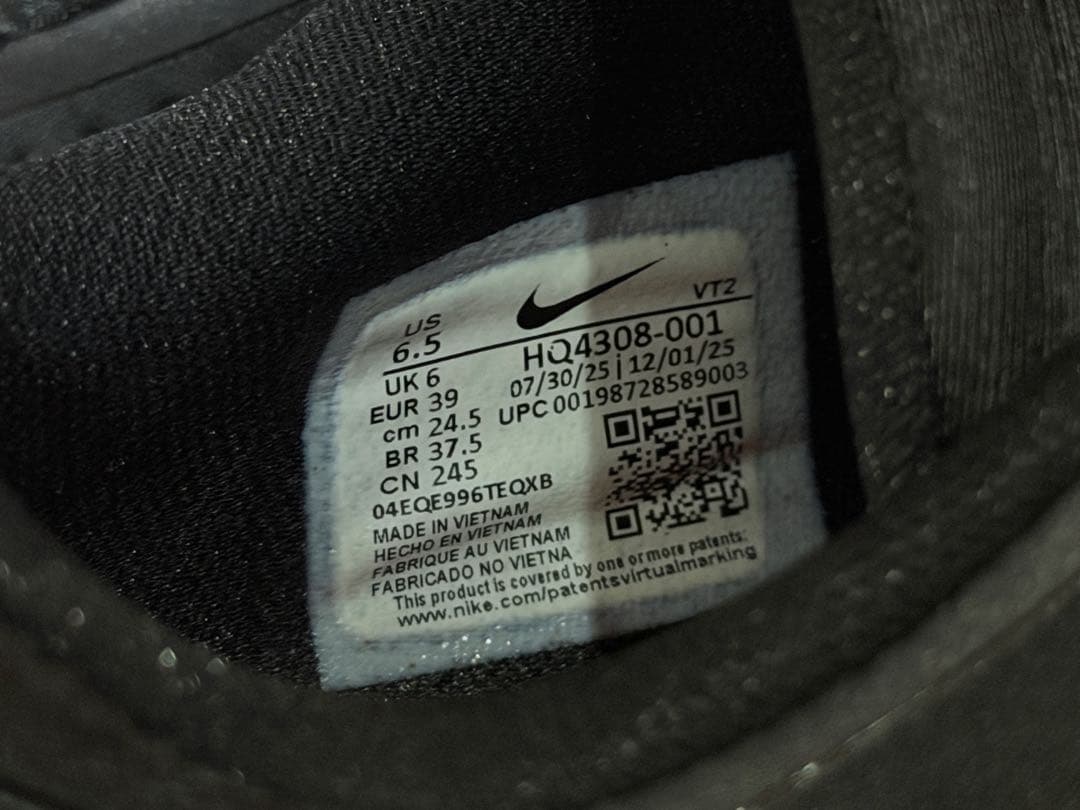 US
6.5
VT2
HQ4308-001
07/30/25 | 12/01/25
UPC 00198728589003
UK 6
EUR 39
cm 24.5
BR 37.5
CN 245
04EQE996TEQXB
MADE IN VIETNAM
HECHO EN VIETNAM
FABRIQUE AU VIETNAM
FABRICADO NO VIETNA
This product is covered by one or more patents:
www.nike.com/patentsvirtualmarking